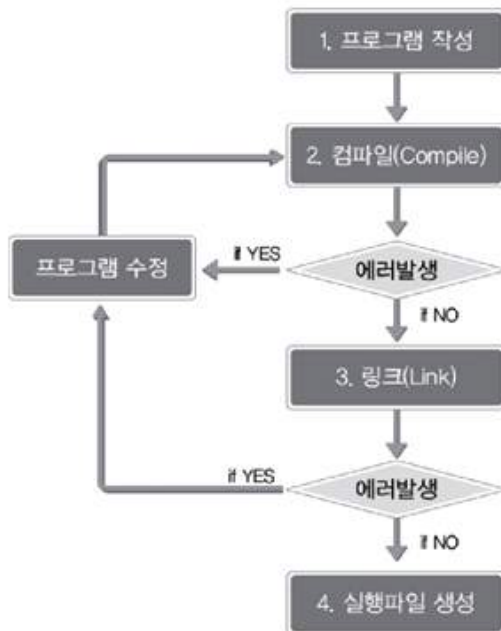 1. 프로그램 작성
2. 컴파일(Compile)
프로그램 수정
if YES
에러발생
if NO
3. 링크(Link)
if YES
에러발생
if NO
4. 실행파일 생성